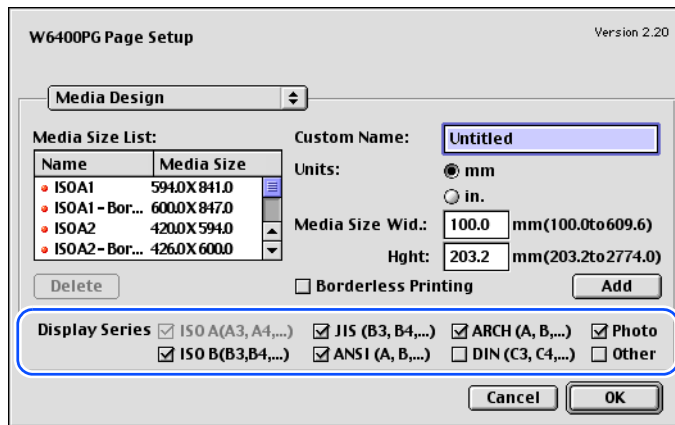 W6400PG Page Setup
Version 2.20
Media Design
Media Size List:
Name Media Size
ISOA1 594.0X841.0
ISOA1-Bor... 600.0X847.0
ISOA2 420.0X594.0
ISOA2-Bor... 426.0X600.0
Delete
Custom Name: Untitled
Units: mm
in.
Media Size Wid.: 100.0 mm(100.0to609.6)
Hght: 203.2 mm(203.2to2774.0)
Borderless Printing
Add
Display Series ISO A(A3, A4,...) JIS (B3, B4,...) ARCH (A, B,...) Photo
ISO B(B3,B4,...) ANSI (A, B,...) DIN (C3, C4,...) Other
Cancel OK